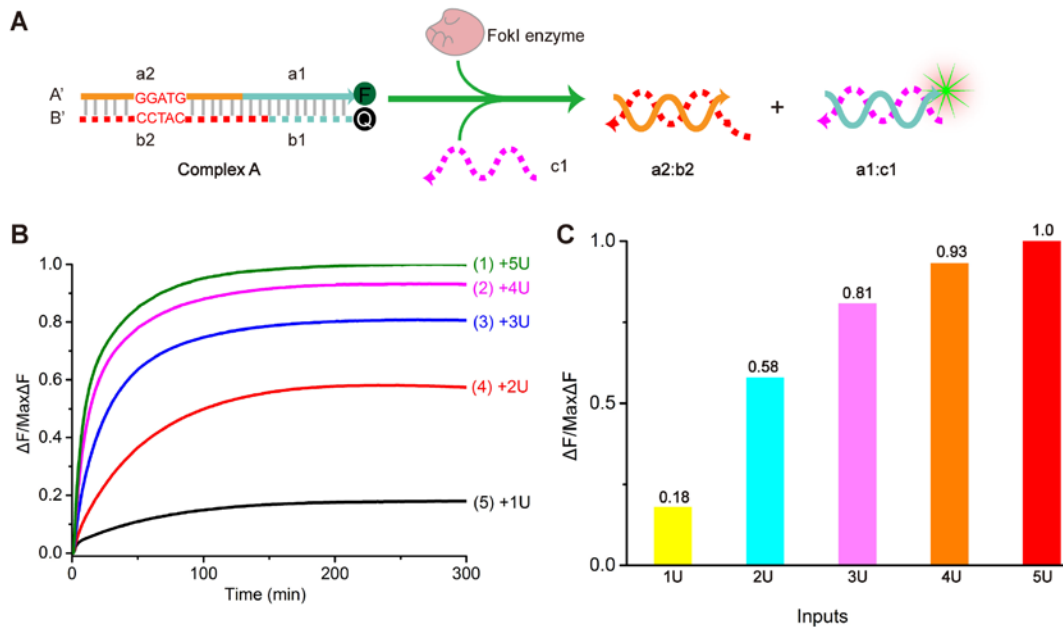 A
FokI enzyme
a2
a1
A'
GGATG
F
B'
CCTAC
Q
b2
b1
Complex A
c1
a2:b2
+
a1:c1
B
ΔF/MaxΔF
1.0
0.8
0.6
0.4
0.2
0.0
(1) +5U
(2) +4U
(3) +3U
(4) +2U
(5) +1U
0
100
200
300
Time (min)
C
ΔF/MaxΔF
1.0
0.5
0.0
0.18
0.58
0.81
0.93
1.0
1U
2U
3U
4U
5U
Inputs